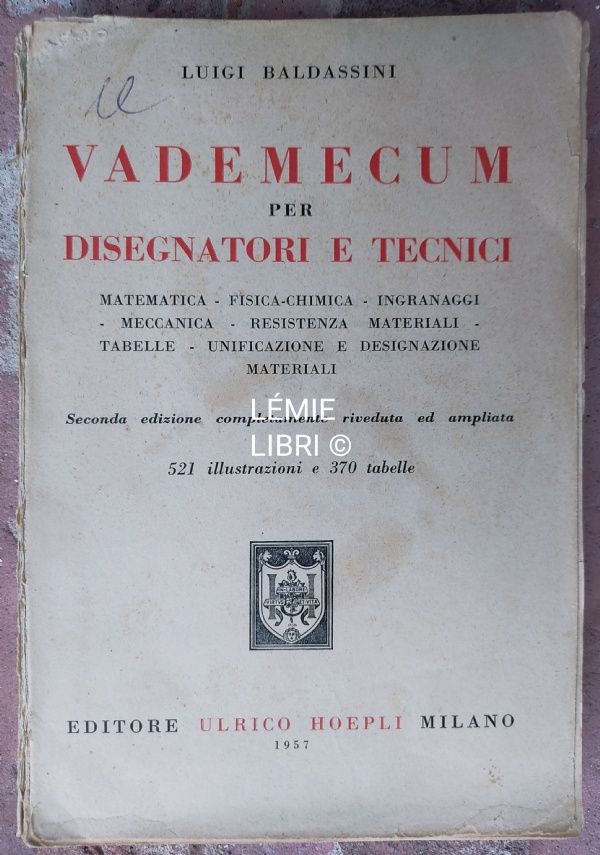 LUIGI BALDASSINI
VADEMECUM
PER
DISEGNATORI E TECNICI
MATEMATICA - FISICA-CHIMICA - INGRANAGGI
- MECCANICA - RESISTENZA MATERIALI -
TABELLE - UNIFICAZIONE E DESIGNAZIONE
MATERIALI
Seconda edizione completamente riveduta ed ampliata
LÉMIE
LIBRI ©
521 illustrazioni e 370 tabelle
EDITORE ULRICO HOEPLI MILANO
1957